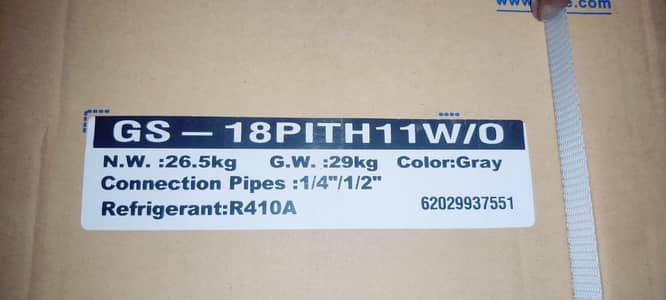 GS – 18PITH11W/O
N.W. :26.5kg G.W. :29kg Color:Gray
Connection Pipes :1/4"/1/2"
Refrigerant:R410A 62029937551